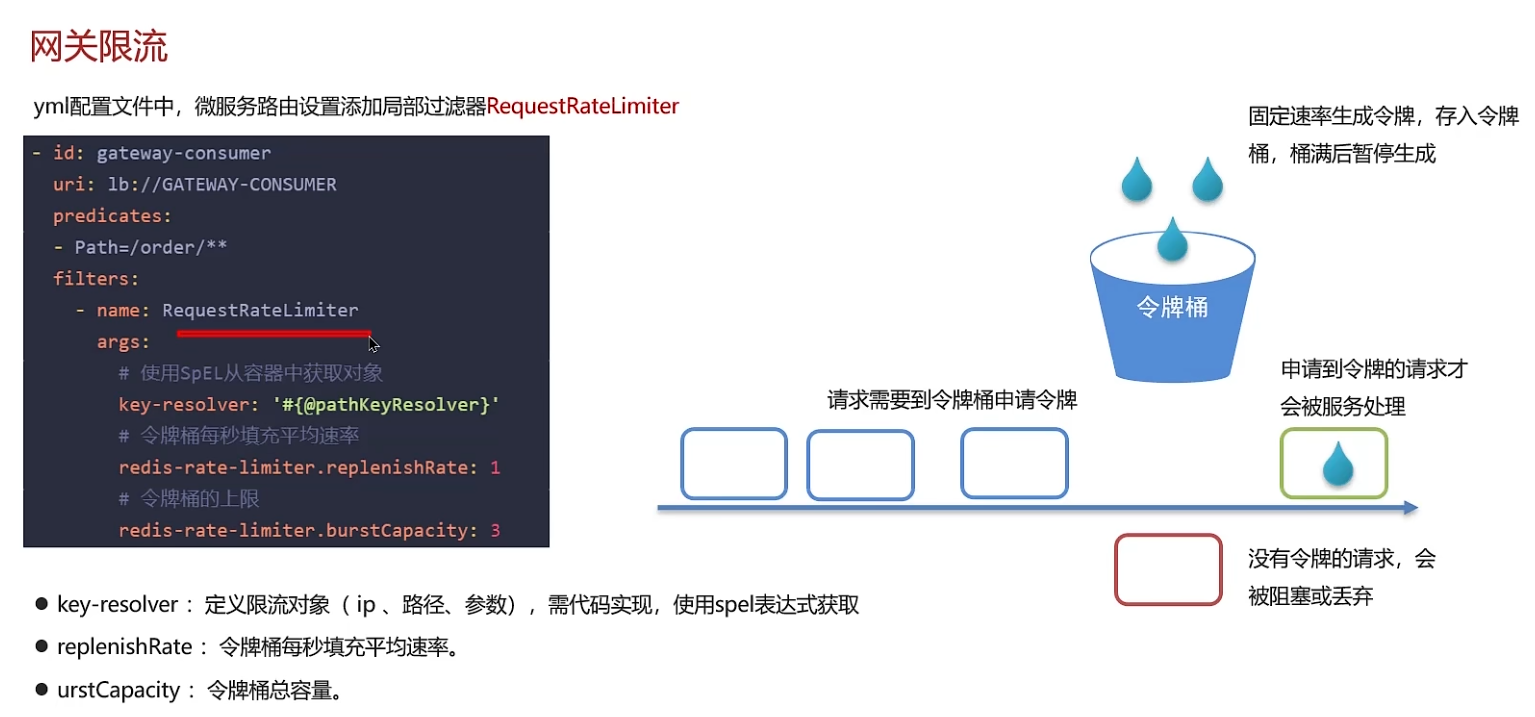 网关限流
yml配置文件中，微服务路由设置添加局部过滤器RequestRateLimiter
- id: gateway-consumer
uri: lb://GATEWAY-CONSUMER
predicates:
- Path=/order/**
filters:
- name: RequestRateLimiter
args:
# 使用SpEL从容器中获取对象
key-resolver: '#{@pathKeyResolver}'
# 令牌桶每秒填充平均速率
redis-rate-limiter.replenishRate: 1
# 令牌桶的上限
redis-rate-limiter.burstCapacity: 3
固定速率生成令牌，存入令牌
桶，桶满后暂停生成
令牌桶
请求需要到令牌桶申请令牌
申请到令牌的请求才
会被服务处理
没有令牌的请求，会
被阻塞或丢弃
● key-resolver ：定义限流对象（ ip 、路径、参数），需代码实现，使用spel表达式获取
● replenishRate ：令牌桶每秒填充平均速率。
● urstCapacity ：令牌桶总容量。